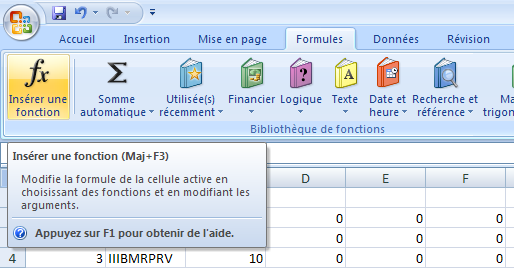 Accueil Insertion Mise en page Formules Données Révision
fx Σ A
Insérer une fonction
Somme automatique
Utilisée(s) récemment
Financier
Logique
Texte
Date et heure
Recherche et référence
Ma
trigon
Bibliothèque de fonctions
Insérer une fonction (Maj+F3)
Modifie la formule de la cellule active en
choisissant des fonctions et en modifiant les
arguments.
Appuyez sur F1 pour obtenir de l'aide.
D E F
0 0 0
0 0 0
4 3 IIIBMRPRV 10 0 0 0